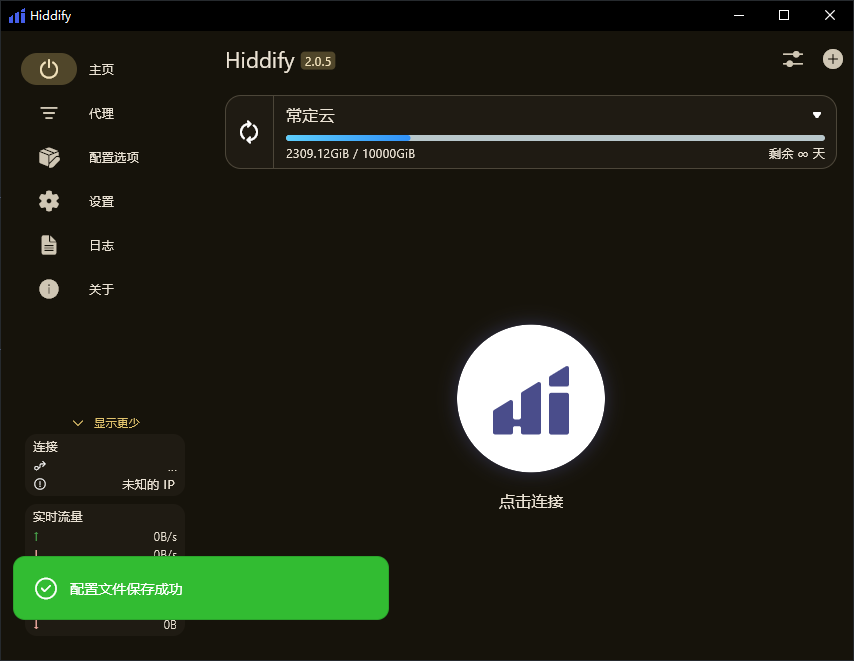 Hiddify
主页
代理
配置选项
设置
日志
关于
Hiddify 2.0.5
常定云
2309.12GiB / 10000GiB
剩余 ∞ 天
点击连接
显示更少
连接
...
未知的 IP
实时流量
↑ 0B/s
↓ 0B/s
配置文件保存成功
↓ 0B